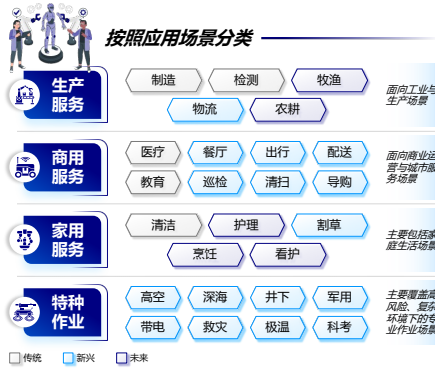 按照应用场景分类
生产
服务
制造 检测 牧渔
物流 农耕
面向工业与
生产场景
商用
服务
医疗 餐厅 出行 配送
教育 巡检 清扫 导购
面向商业运
营与城市服
务场景
家用
服务
清洁 护理 割草
烹饪 看护
主要包括家
庭生活场景
特种
作业
高空 深海 井下 军用
带电 救灾 极温 科考
主要覆盖高
风险、复杂
环境下的专
业作业场景
传统 新兴 未来